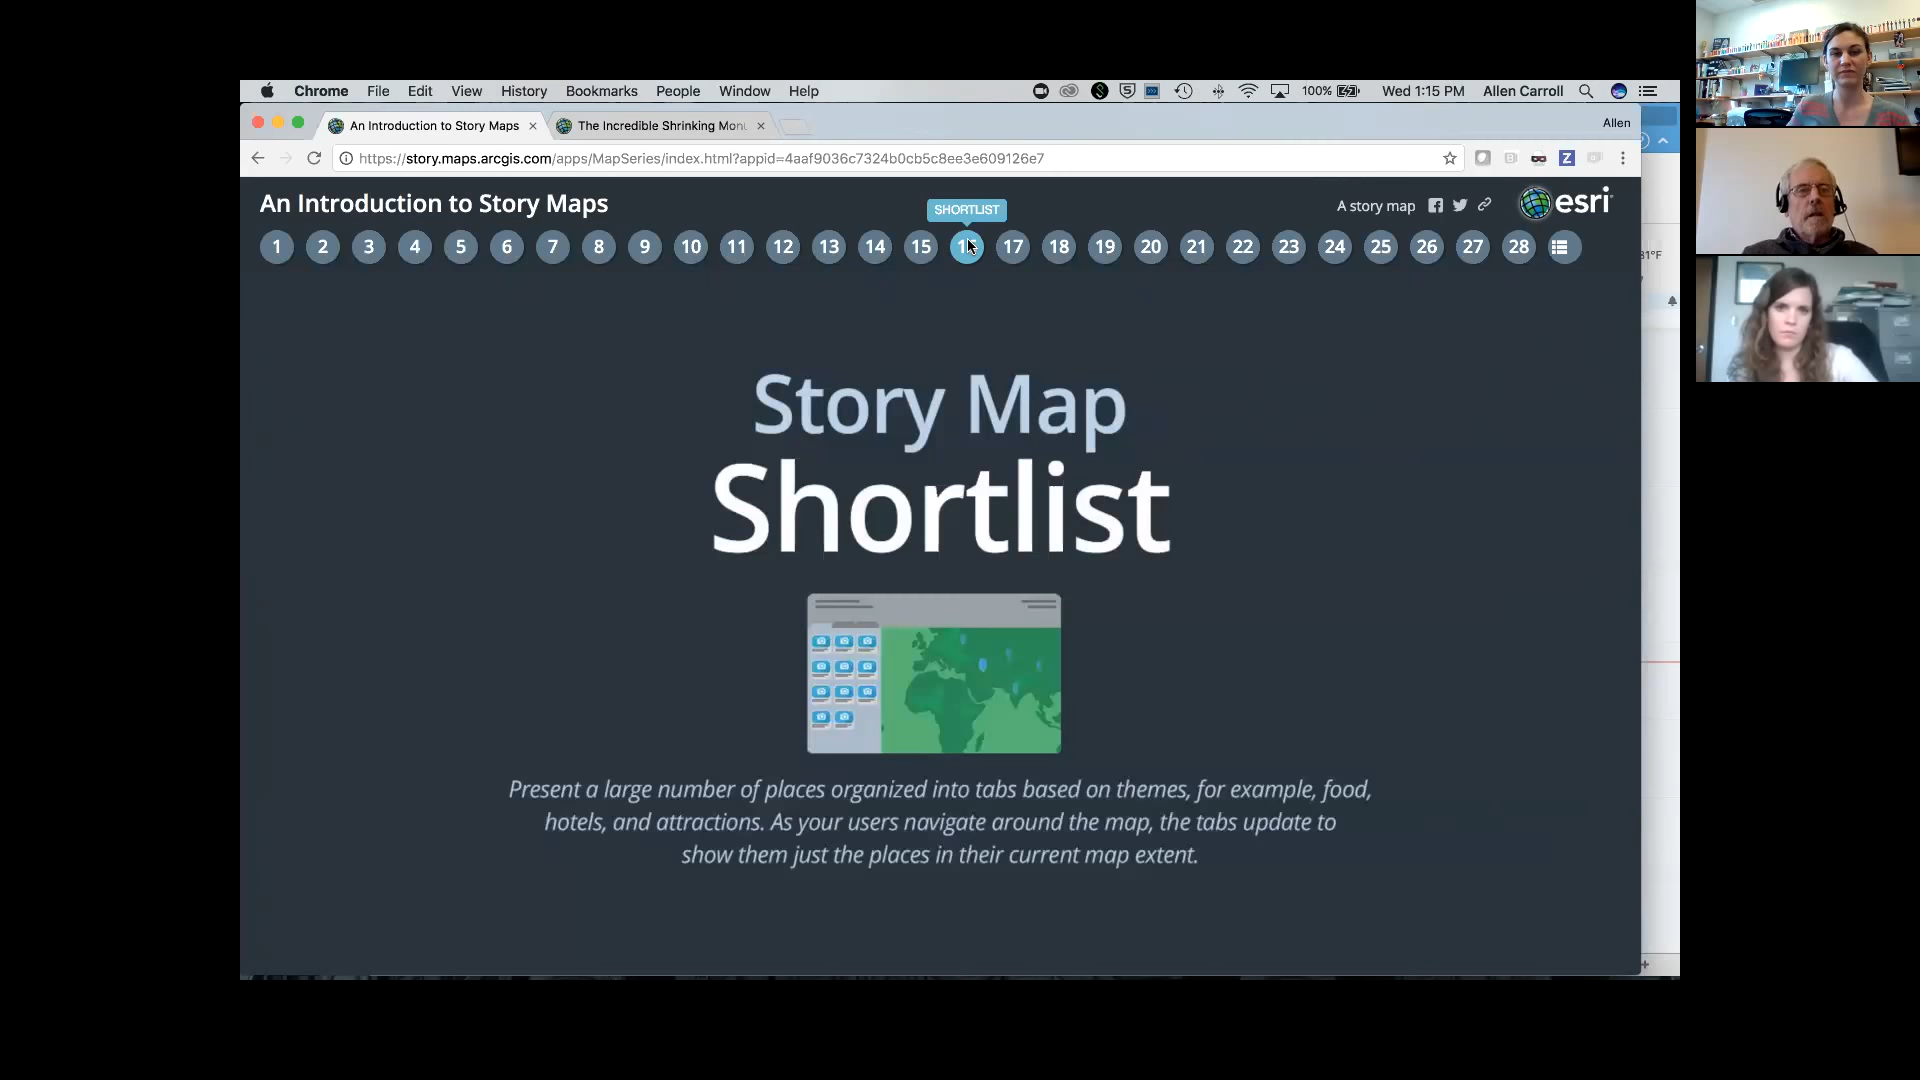 Chrome File Edit View History Bookmarks People Window Help 100% Wed 1:15 PM Allen Carroll
An Introduction to Story Maps The Incredible Shrinking Allen
https://story.maps.arcgis.com/apps/MapSeries/index.html?appid=4aaf9036c7324b0cb5c8ee3e609126e7
An Introduction to Story Maps SHORTLIST A story map esri
1 2 3 4 5 6 7 8 9 10 11 12 13 14 15 17 18 19 20 21 22 23 24 25 26 27 28
Story Map
Shortlist
Present a large number of places organized into tabs based on themes, for example, food,
hotels, and attractions. As your users navigate around the map, the tabs update to
show them just the places in their current map extent.